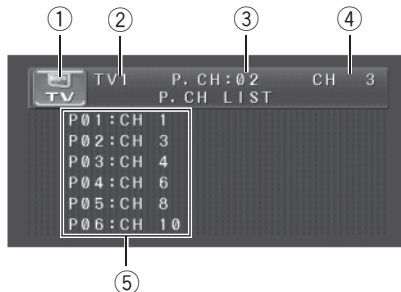 ① ② ③ ④
TV TV1 P.CH:02 CH 3
P.CH LIST
P01:CH 1
P02:CH 3
P03:CH 4
P04:CH 6
P05:CH 8
P06:CH 10
⑤